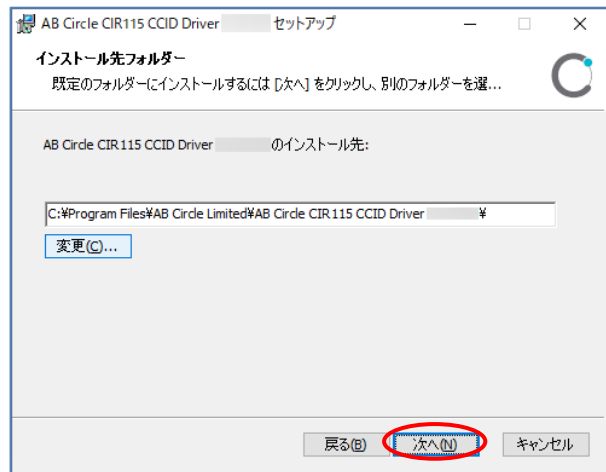 AB Circle CIR115 CCID Driver セットアップ
インストール先フォルダー
既定のフォルダーにインストールするには [次へ] をクリックし、別のフォルダーを選...
AB Circle CIR115 CCID Driver のインストール先:
C:¥Program Files¥AB Circle Limited¥AB Circle CIR115 CCID Driver ¥
変更(C)...
戻る(B) 次へ(N) キャンセル